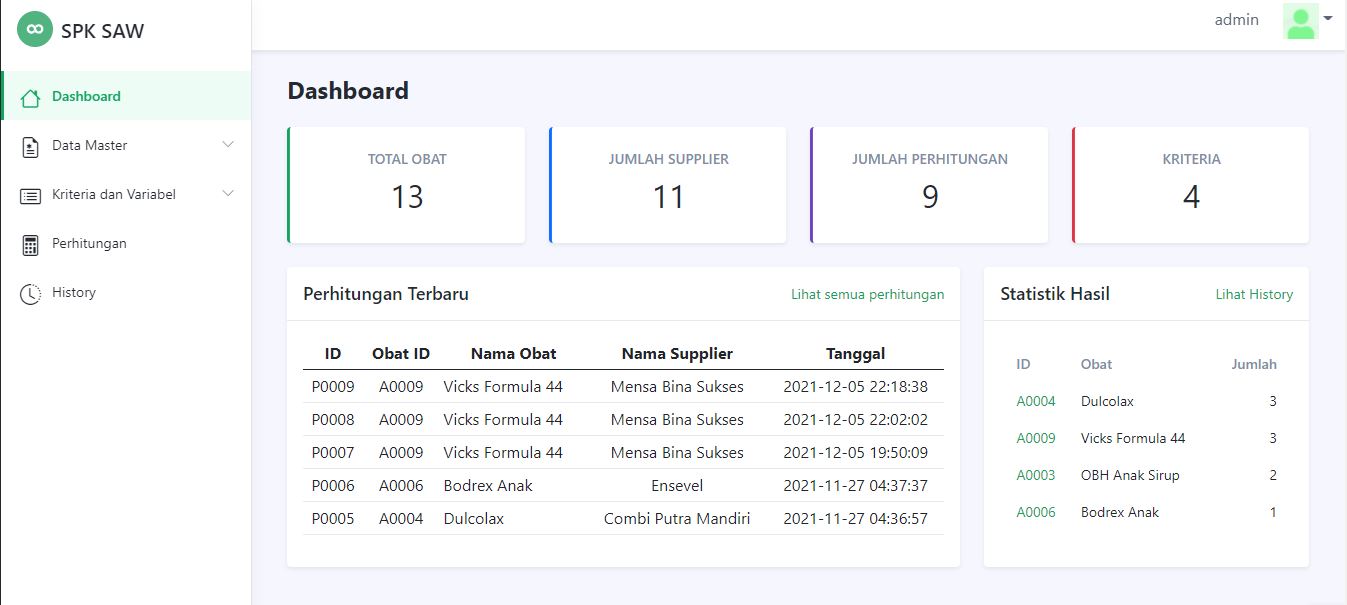 SPK SAW
admin
Dashboard
Data Master
Kriteria dan Variabel
Perhitungan
History
Dashboard
TOTAL OBAT
13
JUMLAH SUPPLIER
11
JUMLAH PERHITUNGAN
9
KRITERIA
4
Perhitungan Terbaru Lihat semua perhitungan
ID Obat ID Nama Obat Nama Supplier Tanggal
P0009 A0009 Vicks Formula 44 Mensa Bina Sukses 2021-12-05 22:18:38
P0008 A0009 Vicks Formula 44 Mensa Bina Sukses 2021-12-05 22:02:02
P0007 A0009 Vicks Formula 44 Mensa Bina Sukses 2021-12-05 19:50:09
P0006 A0006 Bodrex Anak Ensevel 2021-11-27 04:37:37
P0005 A0004 Dulcolax Combi Putra Mandiri 2021-11-27 04:36:57
Statistik Hasil Lihat History
ID Obat Jumlah
A0004 Dulcolax 3
A0009 Vicks Formula 44 3
A0003 OBH Anak Sirup 2
A0006 Bodrex Anak 1